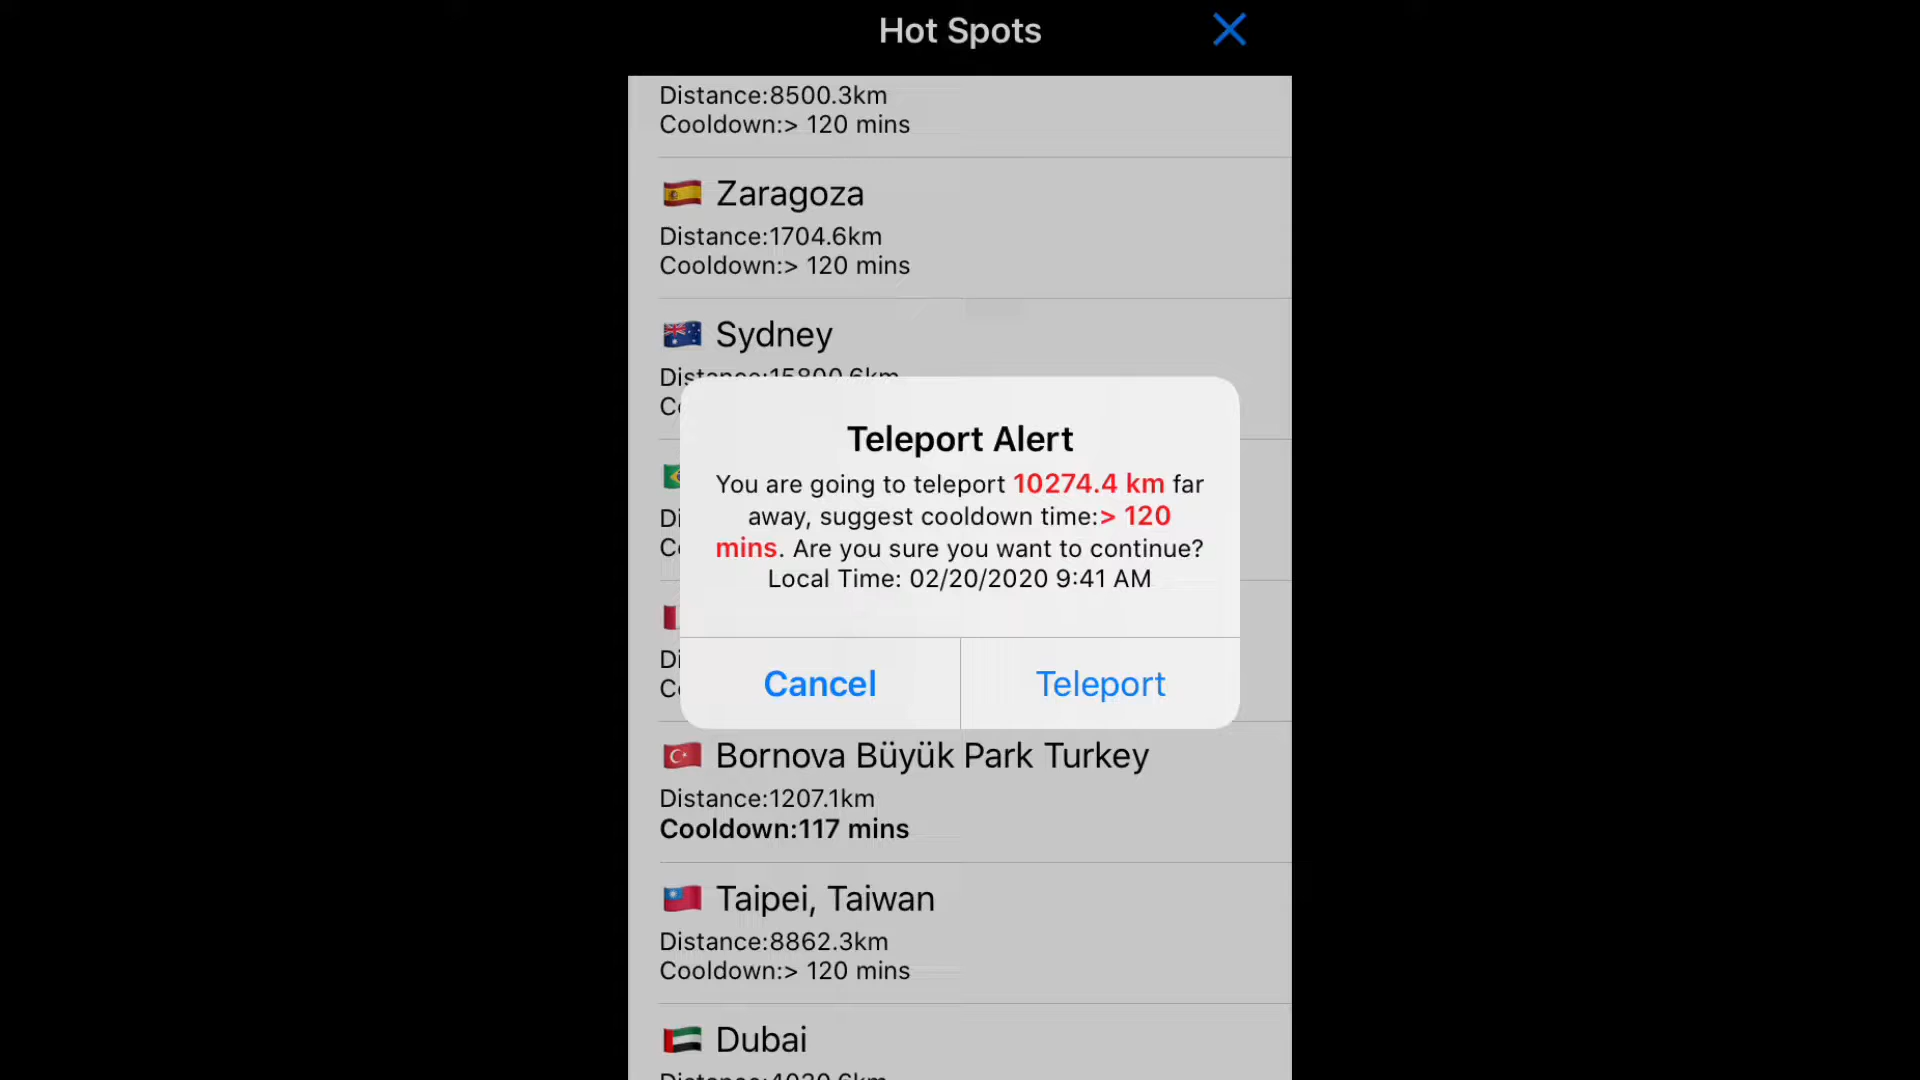 Hot Spots
Distance:8500.3km
Cooldown:> 120 mins
Zaragoza
Distance:1704.6km
Cooldown:> 120 mins
Sydney
Distance:15800.6km
Teleport Alert
You are going to teleport 10274.4 km far
away, suggest cooldown time:> 120
mins. Are you sure you want to continue?
Local Time: 02/20/2020 9:41 AM
Cancel
Teleport
Bornova Büyük Park Turkey
Distance:1207.1km
Cooldown:117 mins
Taipei, Taiwan
Distance:8862.3km
Cooldown:> 120 mins
Dubai